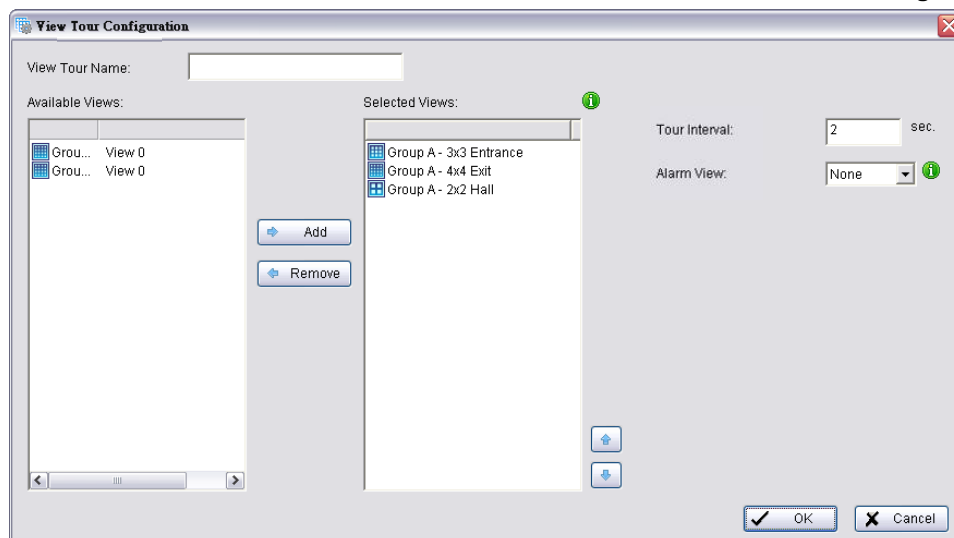 View Tour Configuration
View Tour Name:
Available Views:
Selected Views:
Grou... View 0
Grou... View 0
Group A - 3x3 Entrance
Group A - 4x4 Exit
Group A - 2x2 Hall
Add
Remove
Tour Interval: 2 sec.
Alarm View: None
OK
Cancel